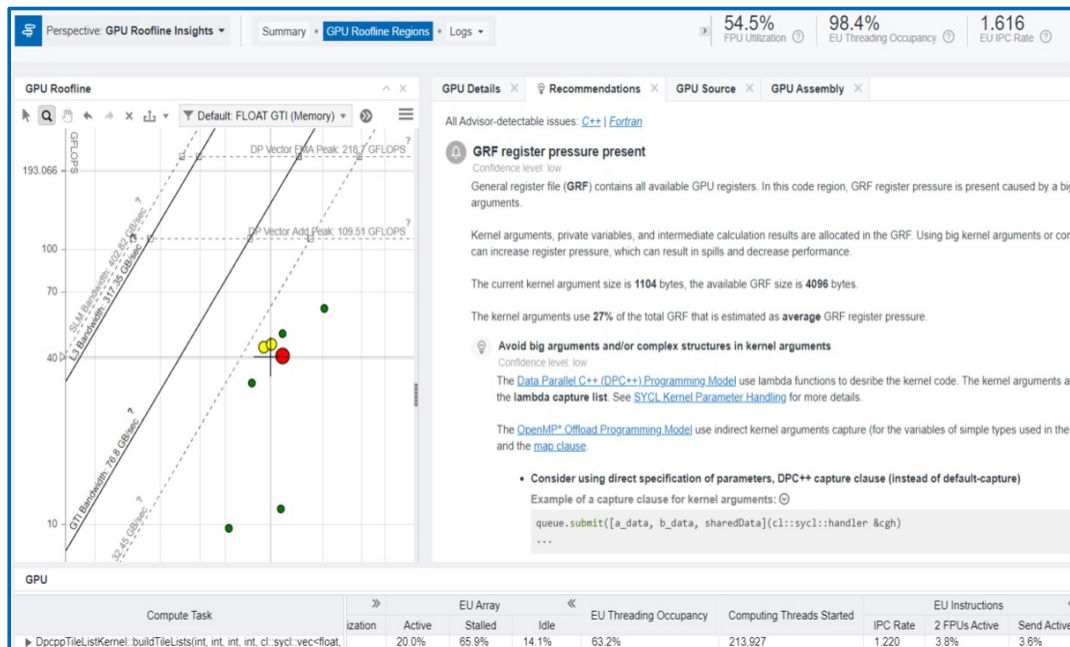 Perspective: GPU Roofline Insights
Summary
GPU Roofline Regions
Logs
54.5%
FPU Utilization
98.4%
EU Threading Occupancy
1.616
EU IPC Rate
GPU Roofline
Default: FLOAT GTI (Memory)
GFLOPS
193.066
100
70
40
10
DP Vector FMA Peak: 218.7 GFLOPS
?
DP Vector Add Peak: 109.51 GFLOPS
?
SLM Bandwidth: 402.82 GB/sec
?
L3 Bandwidth: 317.35 GB/sec
?
GTI Bandwidth: 76.8 GB/sec
?
32.45 GB/sec
?
GPU Details
Recommendations
GPU Source
GPU Assembly
All Advisor-detectable issues: C++ | Fortran
GRF register pressure present
Confidence level: low
General register file (GRF) contains all available GPU registers. In this code region, GRF register pressure is present caused by a big
arguments.
Kernel arguments, private variables, and intermediate calculation results are allocated in the GRF. Using big kernel arguments or com
can increase register pressure, which can result in spills and decrease performance.
The current kernel argument size is 1104 bytes, the available GRF size is 4096 bytes.
The kernel arguments use 27% of the total GRF that is estimated as average GRF register pressure.
Avoid big arguments and/or complex structures in kernel arguments
Confidence level: low
The Data Parallel C++ (DPC++) Programming Model use lambda functions to desribe the kernel code. The kernel arguments a
the lambda capture list. See SYCL Kernel Parameter Handling for more details.
The OpenMP* Offload Programming Model use indirect kernel arguments capture (for the variables of simple types used in the
and the map clause.
• Consider using direct specification of parameters, DPC++ capture clause (instead of default-capture)
Example of a capture clause for kernel arguments:
queue.submit([a_data, b_data, sharedData](cl::sycl::handler &cgh)
...
GPU
Compute Task
ization
EU Array
Active
Stalled
Idle
EU Threading Occupancy
Computing Threads Started
EU Instructions
IPC Rate
2 FPUs Active
Send Active
DpcppTileListKernel::buildTileLists(int, int, int, int, cl::sycl::vec<float,
20.0%
65.9%
14.1%
63.2%
213,927
1.220
3.8%
3.6%